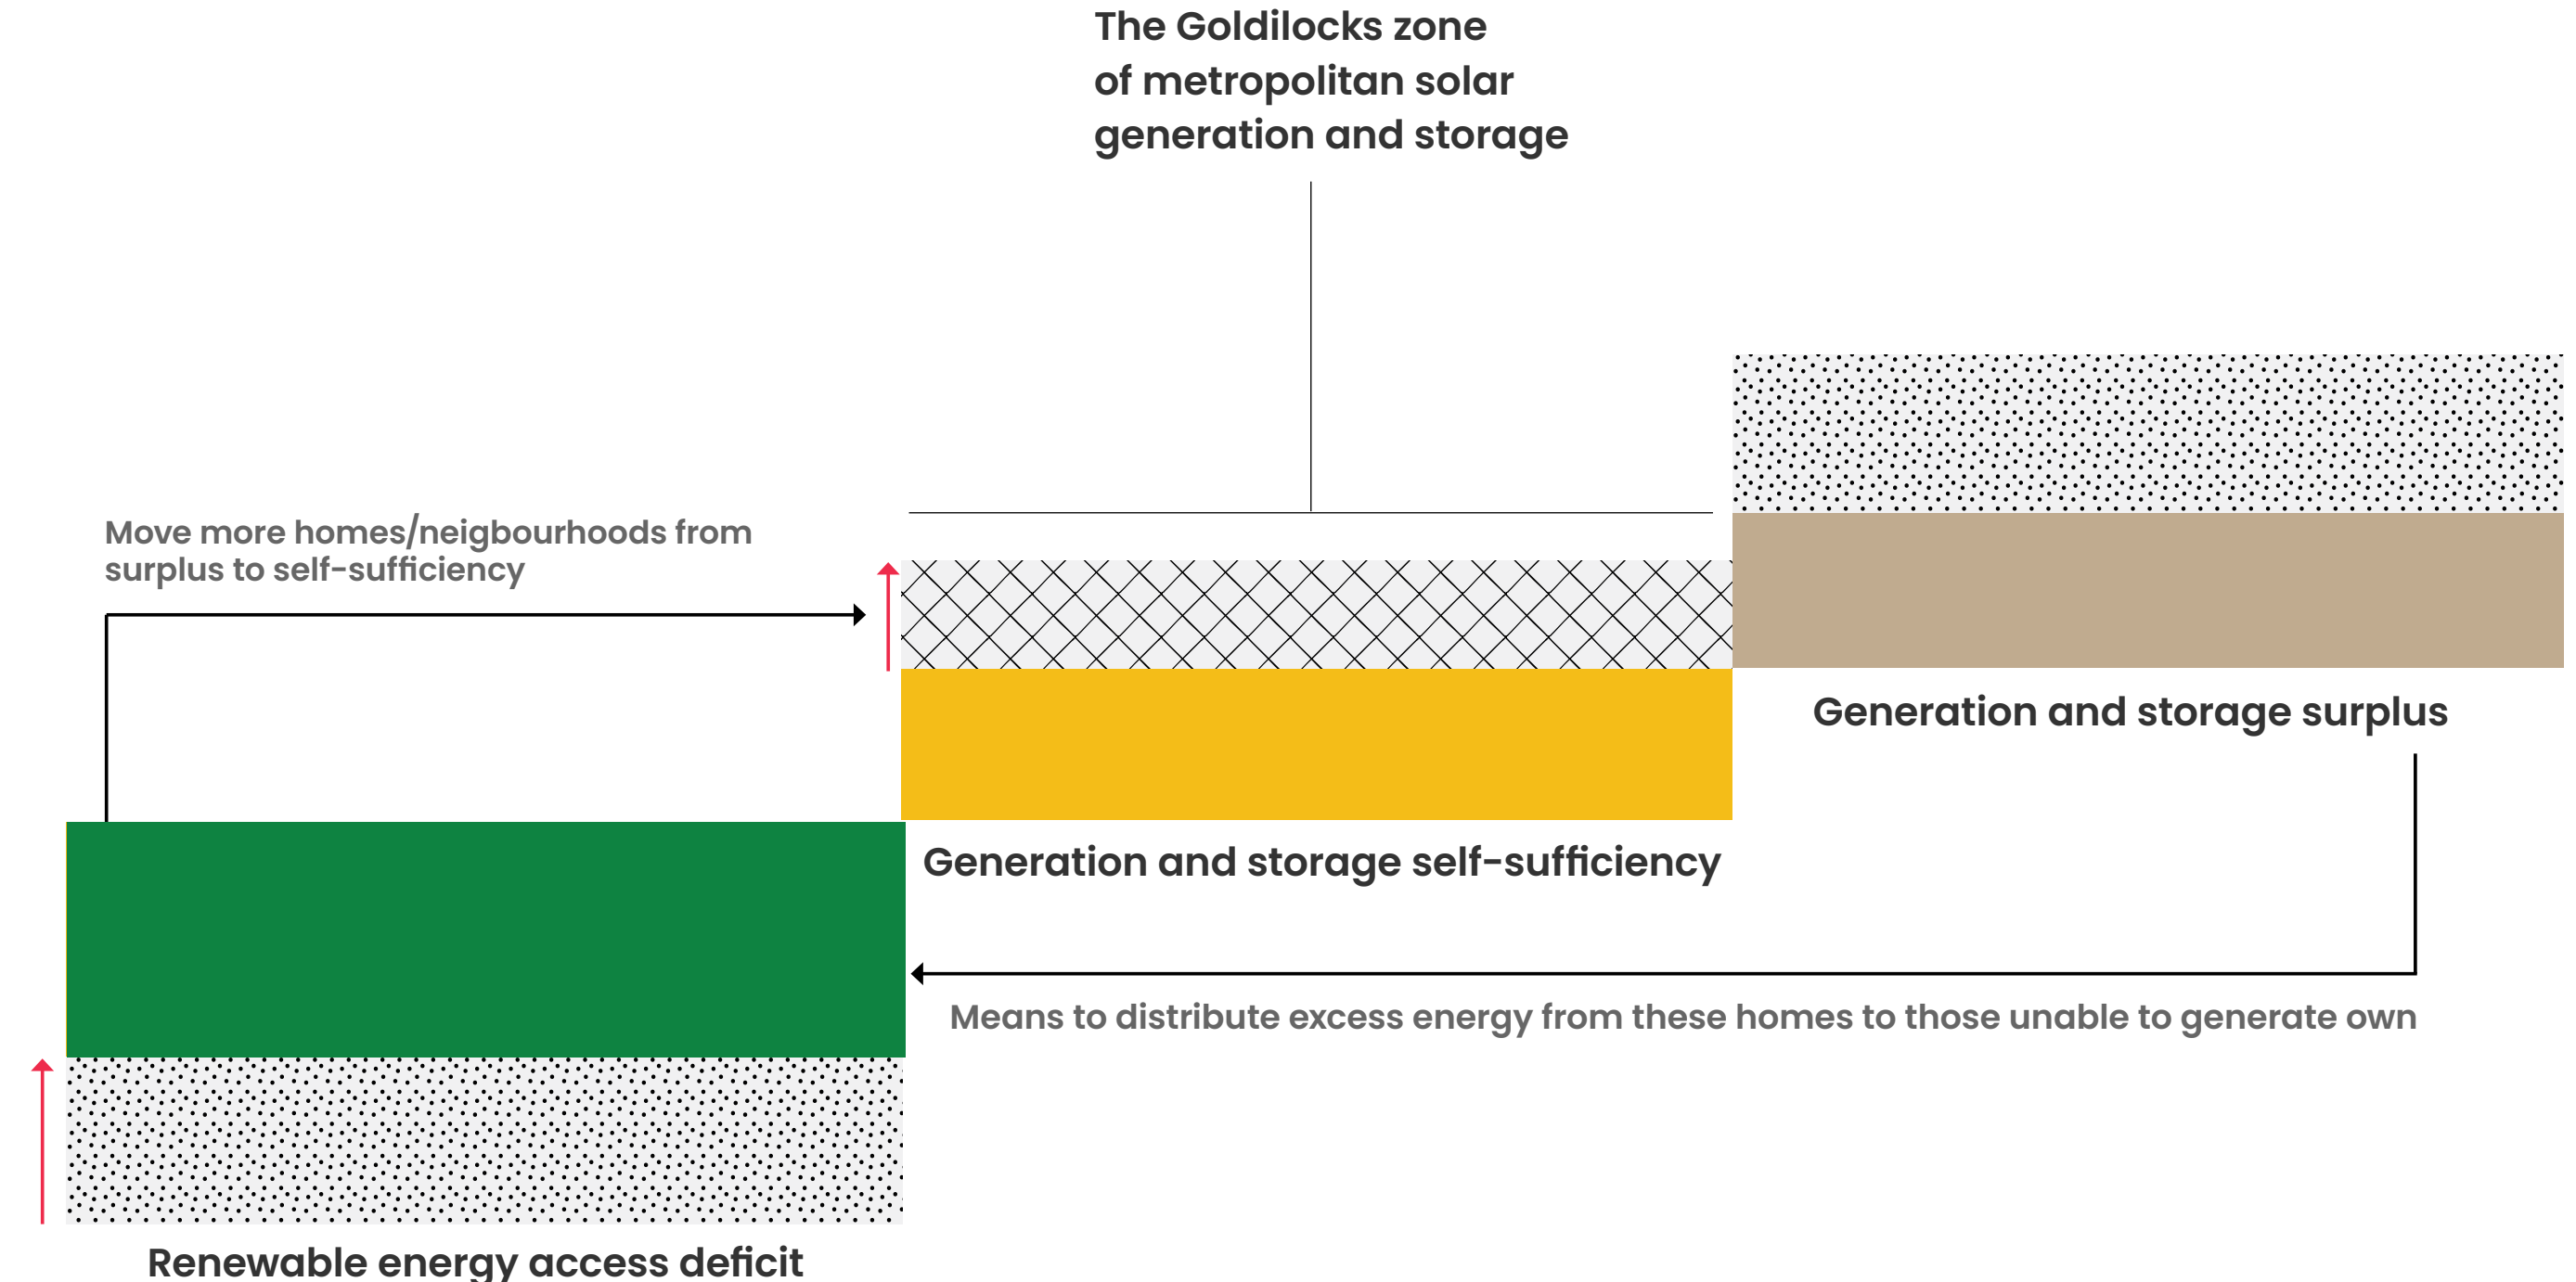 The Goldilocks zone
of metropolitan solar
generation and storage
Move more homes/neigbourhoods from
surplus to self-sufficiency
Generation and storage surplus
Generation and storage self-sufficiency
Means to distribute excess energy from these homes to those unable to generate own
Renewable energy access deficit